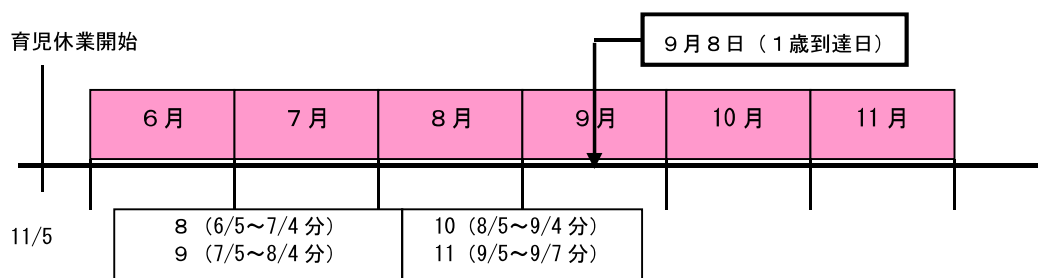 育児休業開始
９月８日（１歳到達日）
６月
７月
８月
９月
10月
11月
11/5
８（6/5～7/4 分）
９（7/5～8/4 分）
10（8/5～9/4 分）
11（9/5～9/7 分）